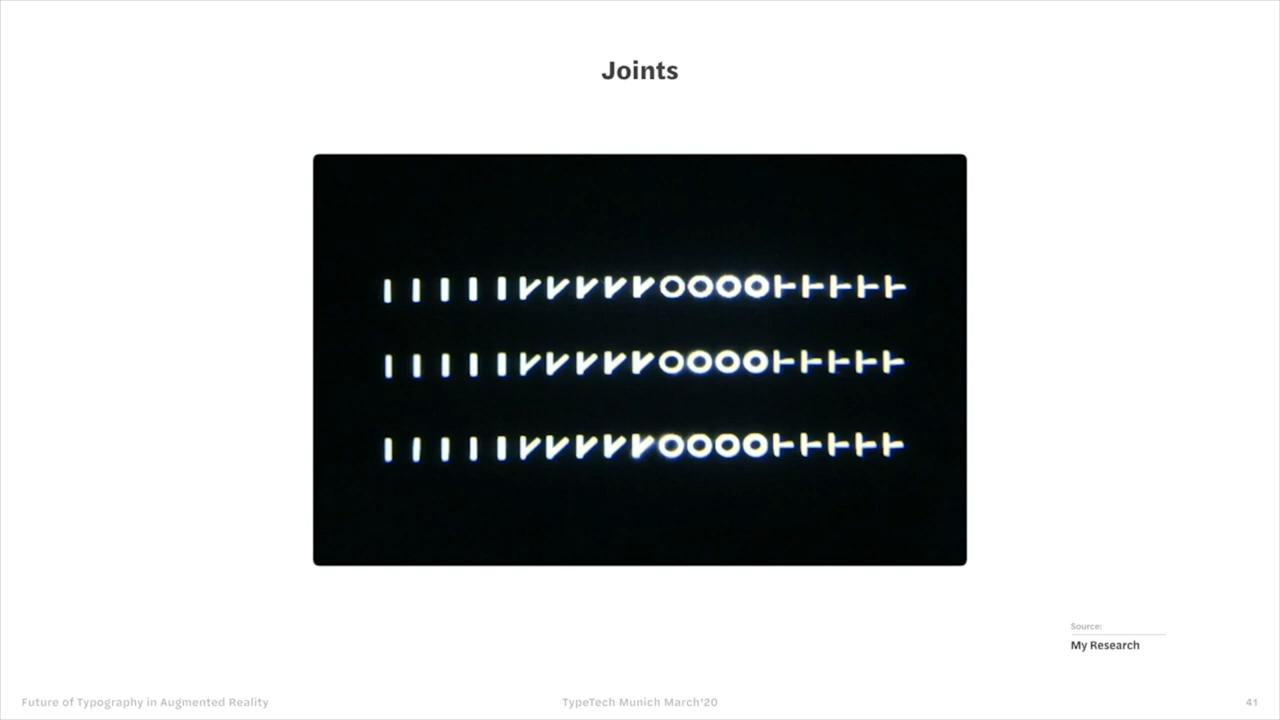 Joints
Source:
My Research
Future of Typography in Augmented Reality
TypeTech Munich March'20
41